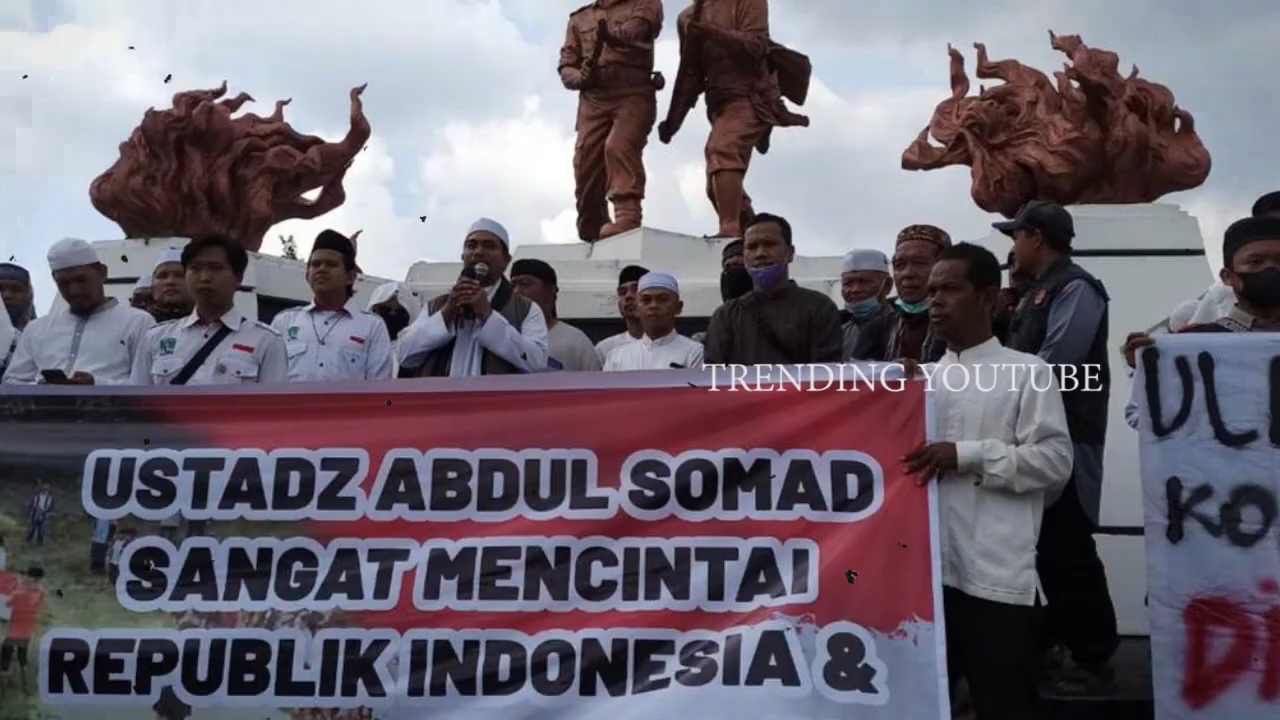 TRENDING YOUTUBE
USTADZ ABDUL SOMAD
SANGAT MENCINTAI
REPUBLIK INDONESIA &